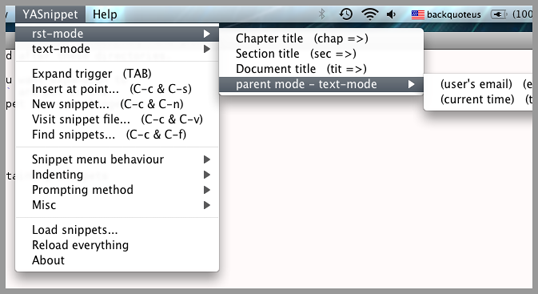 YASnippet Help
backquoteus (100
rst-mode
text-mode
Expand trigger (TAB)
Insert at point... (C-c & C-s)
New snippet... (C-c & C-n)
Visit snippet file... (C-c & C-v)
Find snippets... (C-c & C-f)
Snippet menu behaviour
Indenting
Prompting method
Misc
Load snippets...
Reload everything
About
Chapter title (chap =>)
Section title (sec =>)
Document title (tit =>)
parent mode - text-mode
(user's email) (e
(current time) (t